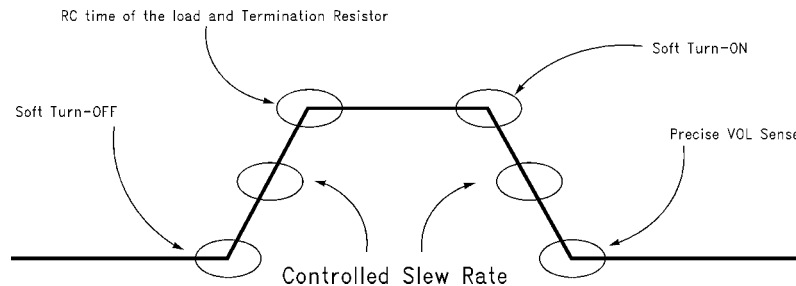 RC time of the load and Termination Resistor
Soft Turn-ON
Soft Turn-OFF
Precise VOL Sense
Controlled Slew Rate